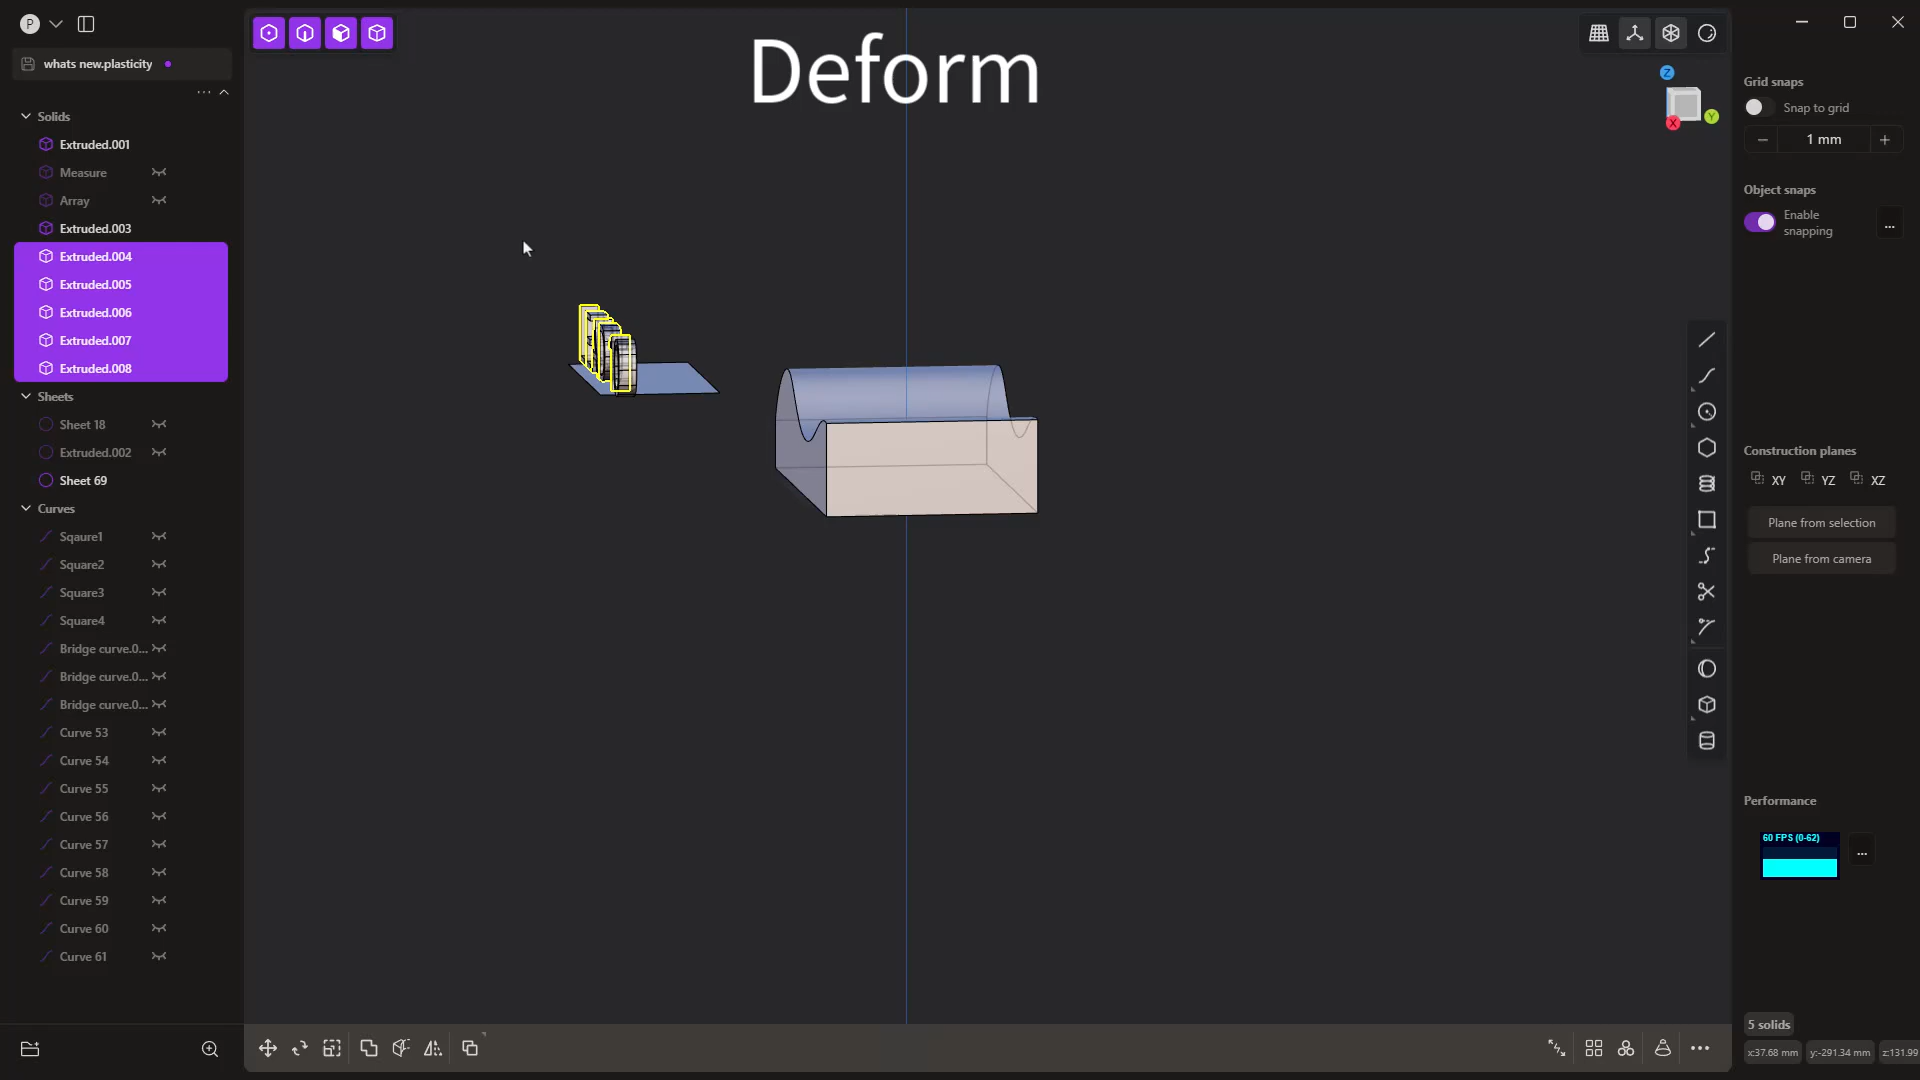 P
whats new.plasticity
Solids
Extruded.001
Measure
Array
Extruded.003
Extruded.004
Extruded.005
Extruded.006
Extruded.007
Extruded.008
Sheets
Sheet 18
Extruded.002
Sheet 69
Curves
Sqaure1
Square2
Square3
Square4
Bridge curve.0...
Bridge curve.0...
Bridge curve.0...
Curve 53
Curve 54
Curve 55
Curve 56
Curve 57
Curve 58
Curve 59
Curve 60
Curve 61
Deform
Z
X
Y
Grid snaps
Snap to grid
1 mm
Object snaps
Enable
snapping
Construction planes
XY YZ XZ
Plane from selection
Plane from camera
Performance
60 FPS (0-62)
5 solids
x:37.68 mm y:-291.34 mm z:131.99